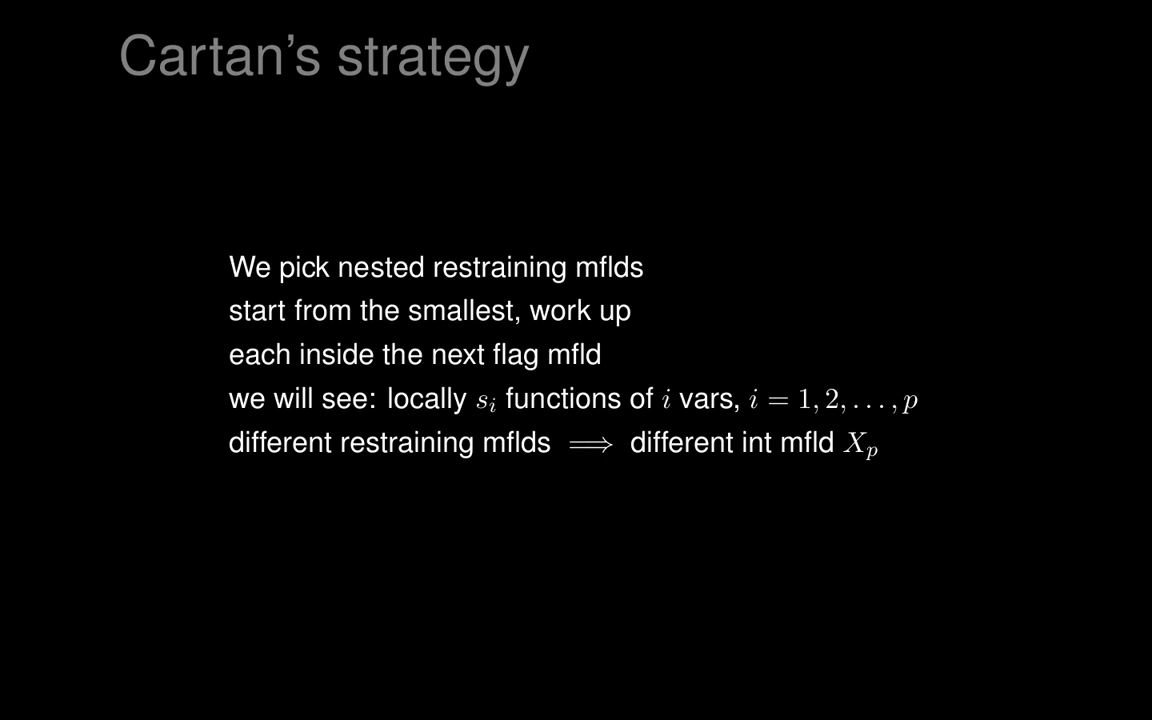 Cartan's strategy
We pick nested restraining mflds
start from the smallest, work up
each inside the next flag mfld
we will see: locally $s_i$ functions of $i$ vars, $i = 1, 2, \ldots, p$
different restraining mflds $\Longrightarrow$ different int mfld $X_p$